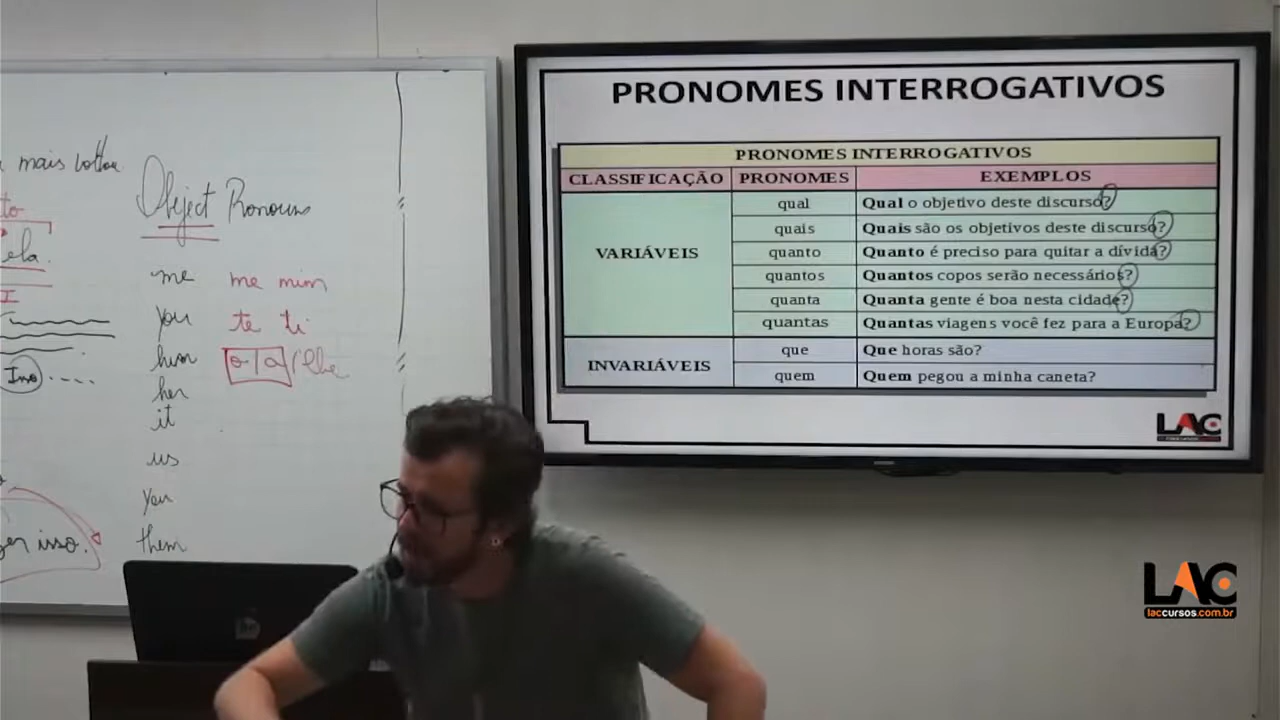 mais voltou
to
ela.
I
Ino ....
isso.
Object Pronouns
me me mim
you te ti
him o/a/lhe
her
it
us
you
them
PRONOMES INTERROGATIVOS
PRONOMES INTERROGATIVOS
CLASSIFICAÇÃO PRONOMES EXEMPLOS
VARIÁVEIS
qual Qual o objetivo deste discurso?
quais Quais são os objetivos deste discurso?
quanto Quanto é preciso para quitar a dívida?
quantos Quantos copos serão necessários?
quanta Quanta gente é boa nesta cidade?
quantas Quantas viagens você fez para a Europa?
INVARIÁVEIS
que Que horas são?
quem Quem pegou a minha caneta?
LAC
LAC
laccursos.com.br